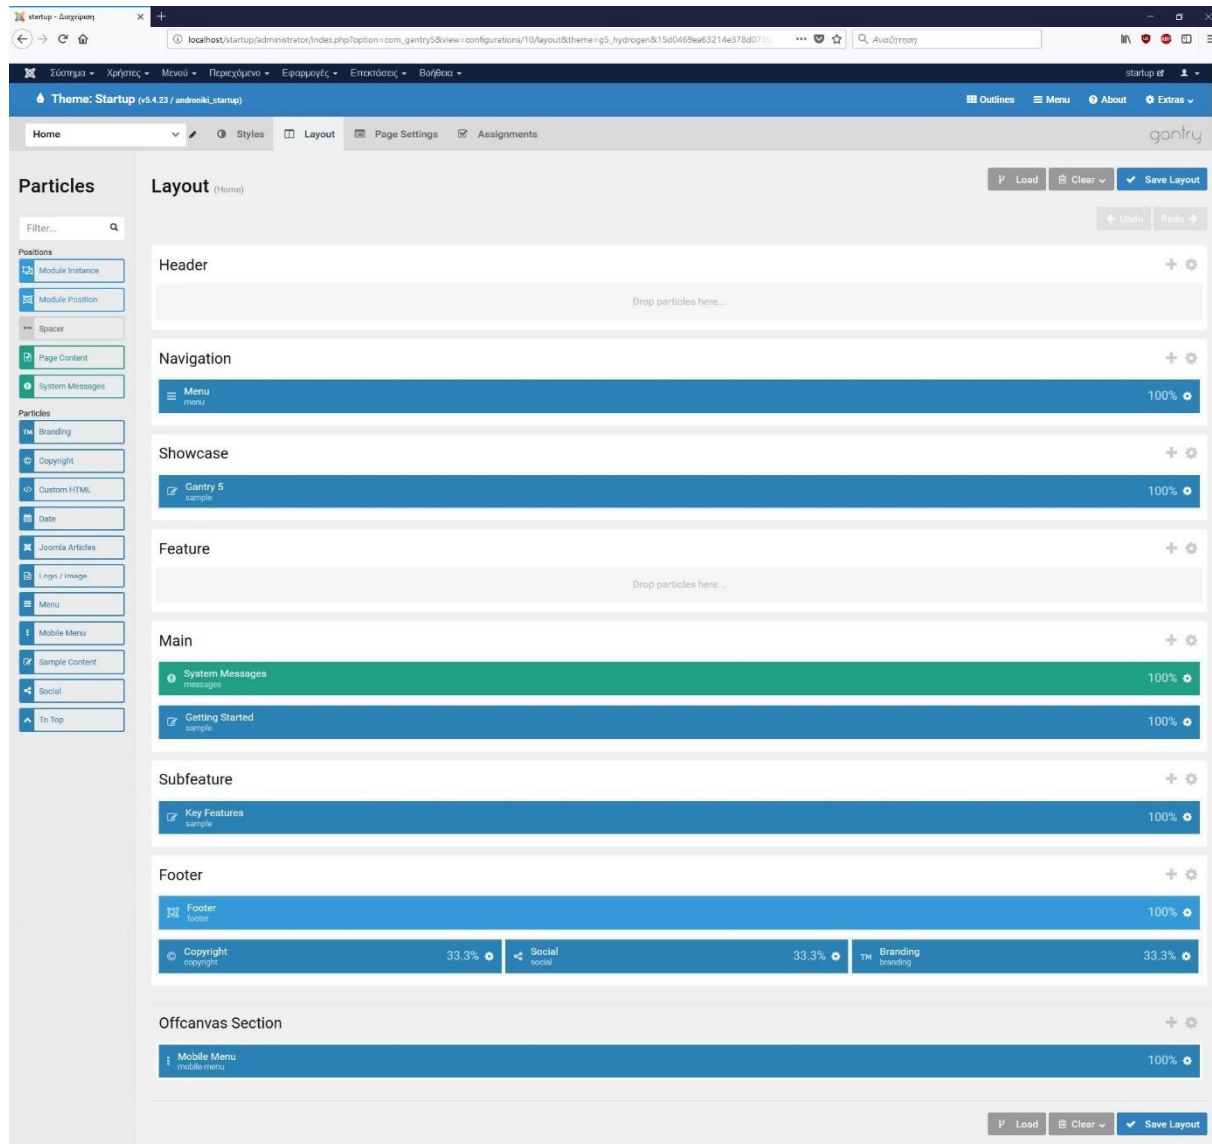 startup - Διαχείριση
localhost/startup/administrator/index.php?option=com_gantry5&view=configurations/10/layout&theme=g5_hydrogen&15d0469ea63214e378d073
Αναζήτηση
Σύστημα Χρήστες Μενού Περιεχόμενο Εφαρμογές Επεκτάσεις Βοήθεια startup
Theme: Startup (v5.4.23 / androniki_startup) Outlines Menu About Extras
Home Styles Layout Page Settings Assignments gantry
Particles
Filter...
Positions
Module Instance
Module Position
Spacer
Page Content
System Messages
Particles
TM Branding
Copyright
Custom HTML
Date
Joomla Articles
Logo / Image
Menu
Mobile Menu
Sample Content
Social
To Top
Layout (Home)
Load Clear Save Layout
Undo Redo
Header
Drop particles here...
Navigation
Menu 100%
menu
Showcase
Gantry 5 100%
sample
Feature
Drop particles here...
Main
System Messages 100%
messages
Getting Started 100%
sample
Subfeature
Key Features 100%
sample
Footer
Footer 100%
footer
Copyright 33.3% Social 33.3% TM Branding 33.3%
copyright social branding
Offcanvas Section
Mobile Menu 100%
mobile-menu
Load Clear Save Layout